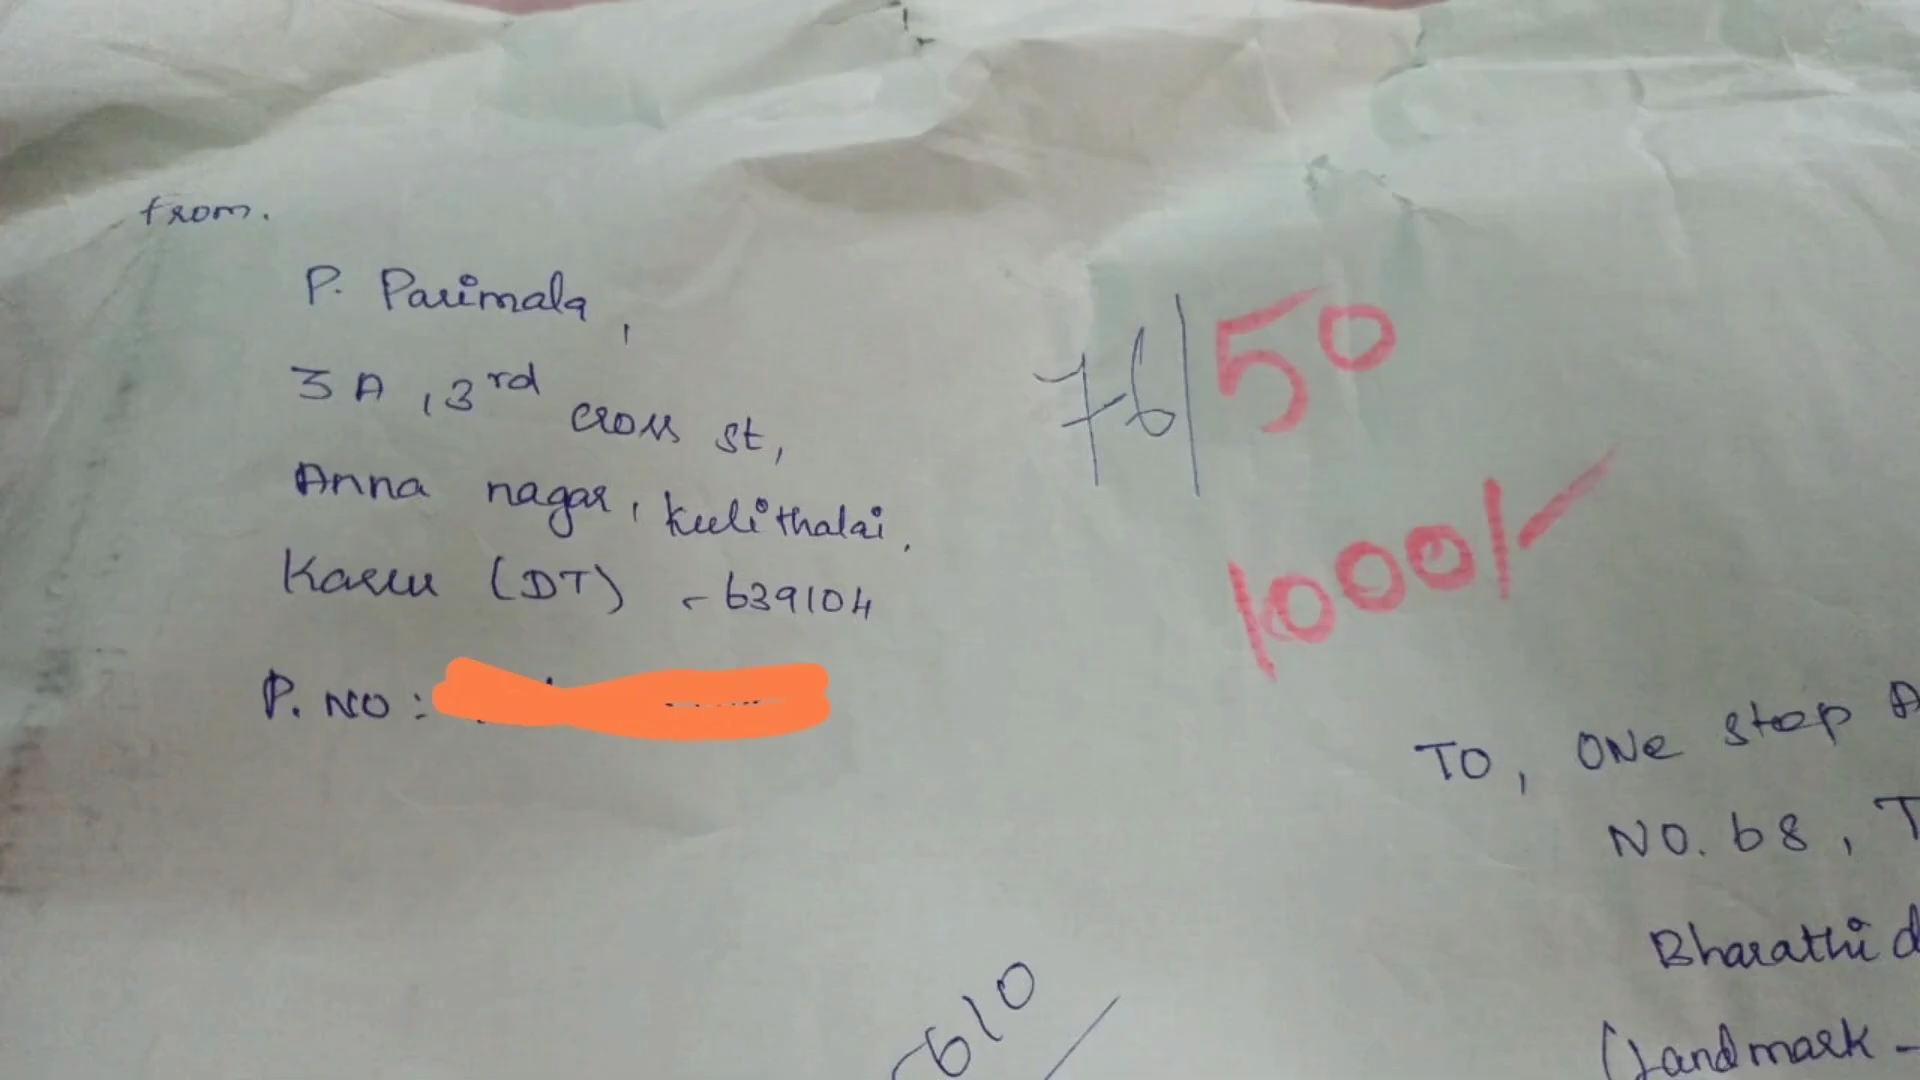 from.
P. Parimala,
3A, 3rd cross st,
Anna nagar, kulithalai.
Karur (DT) - 639104
P. NO :
76/50
1000/-
TO, ONe stop A
NO. 68, T
Bharathi d
(Landmark -
610